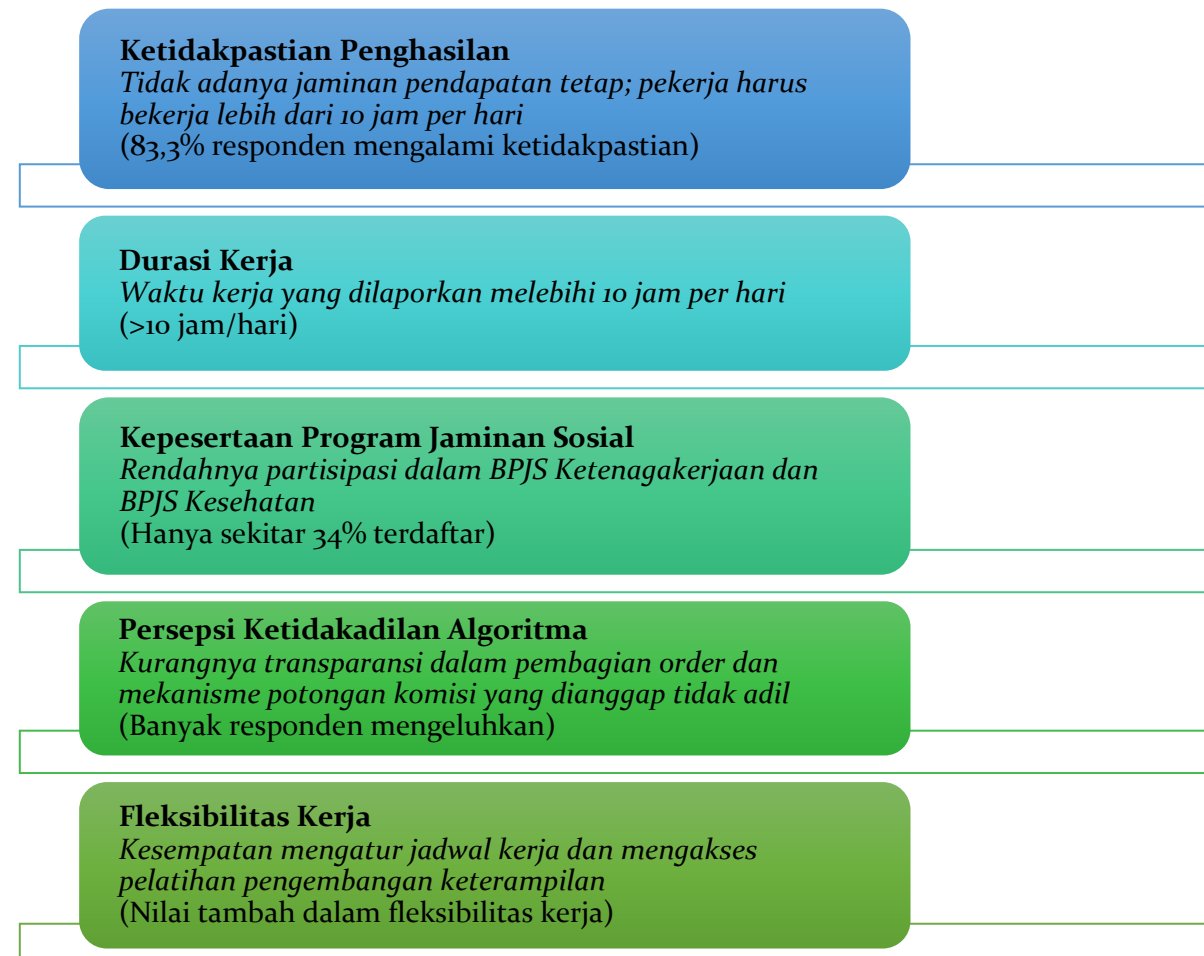 Ketidakpastian Penghasilan
Tidak adanya jaminan pendapatan tetap; pekerja harus
bekerja lebih dari 10 jam per hari
(83,3% responden mengalami ketidakpastian)
Durasi Kerja
Waktu kerja yang dilaporkan melebihi 10 jam per hari
(>10 jam/hari)
Kepesertaan Program Jaminan Sosial
Rendahnya partisipasi dalam BPJS Ketenagakerjaan dan
BPJS Kesehatan
(Hanya sekitar 34% terdaftar)
Persepsi Ketidakadilan Algoritma
Kurangnya transparansi dalam pembagian order dan
mekanisme potongan komisi yang dianggap tidak adil
(Banyak responden mengeluhkan)
Fleksibilitas Kerja
Kesempatan mengatur jadwal kerja dan mengakses
pelatihan pengembangan keterampilan
(Nilai tambah dalam fleksibilitas kerja)